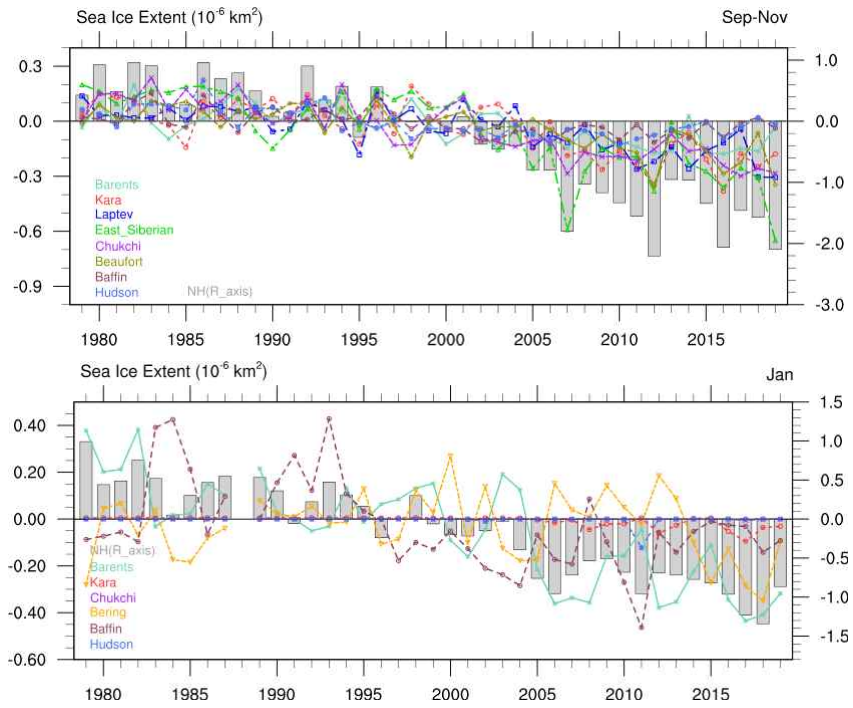 Sea Ice Extent (10⁻⁶ km²) Sep-Nov
0.3
0.0
-0.3
-0.6
-0.9
1.0
0.0
-1.0
-2.0
-3.0
Barents
Kara
Laptev
East_Siberian
Chukchi
Beaufort
Baffin
Hudson NH(R_axis)
1980 1985 1990 1995 2000 2005 2010 2015
Sea Ice Extent (10⁻⁶ km²) Jan
0.40
0.20
0.00
-0.20
-0.40
-0.60
1.5
1.0
0.5
0.0
-0.5
-1.0
-1.5
NH(R_axis)
Barents
Kara
Chukchi
Bering
Baffin
Hudson
1980 1985 1990 1995 2000 2005 2010 2015